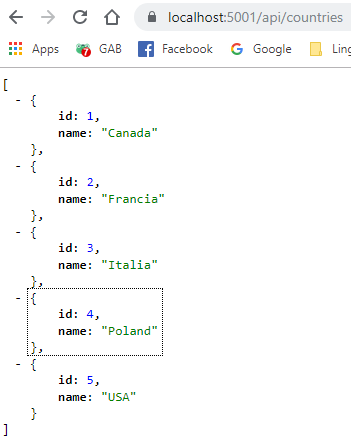 localhost:5001/api/countries
Apps GAB Facebook Google Ling
[
- {
id: 1,
name: "Canada"
},
- {
id: 2,
name: "Francia"
},
- {
id: 3,
name: "Italia"
},
- {
id: 4,
name: "Poland"
},
- {
id: 5,
name: "USA"
}
]